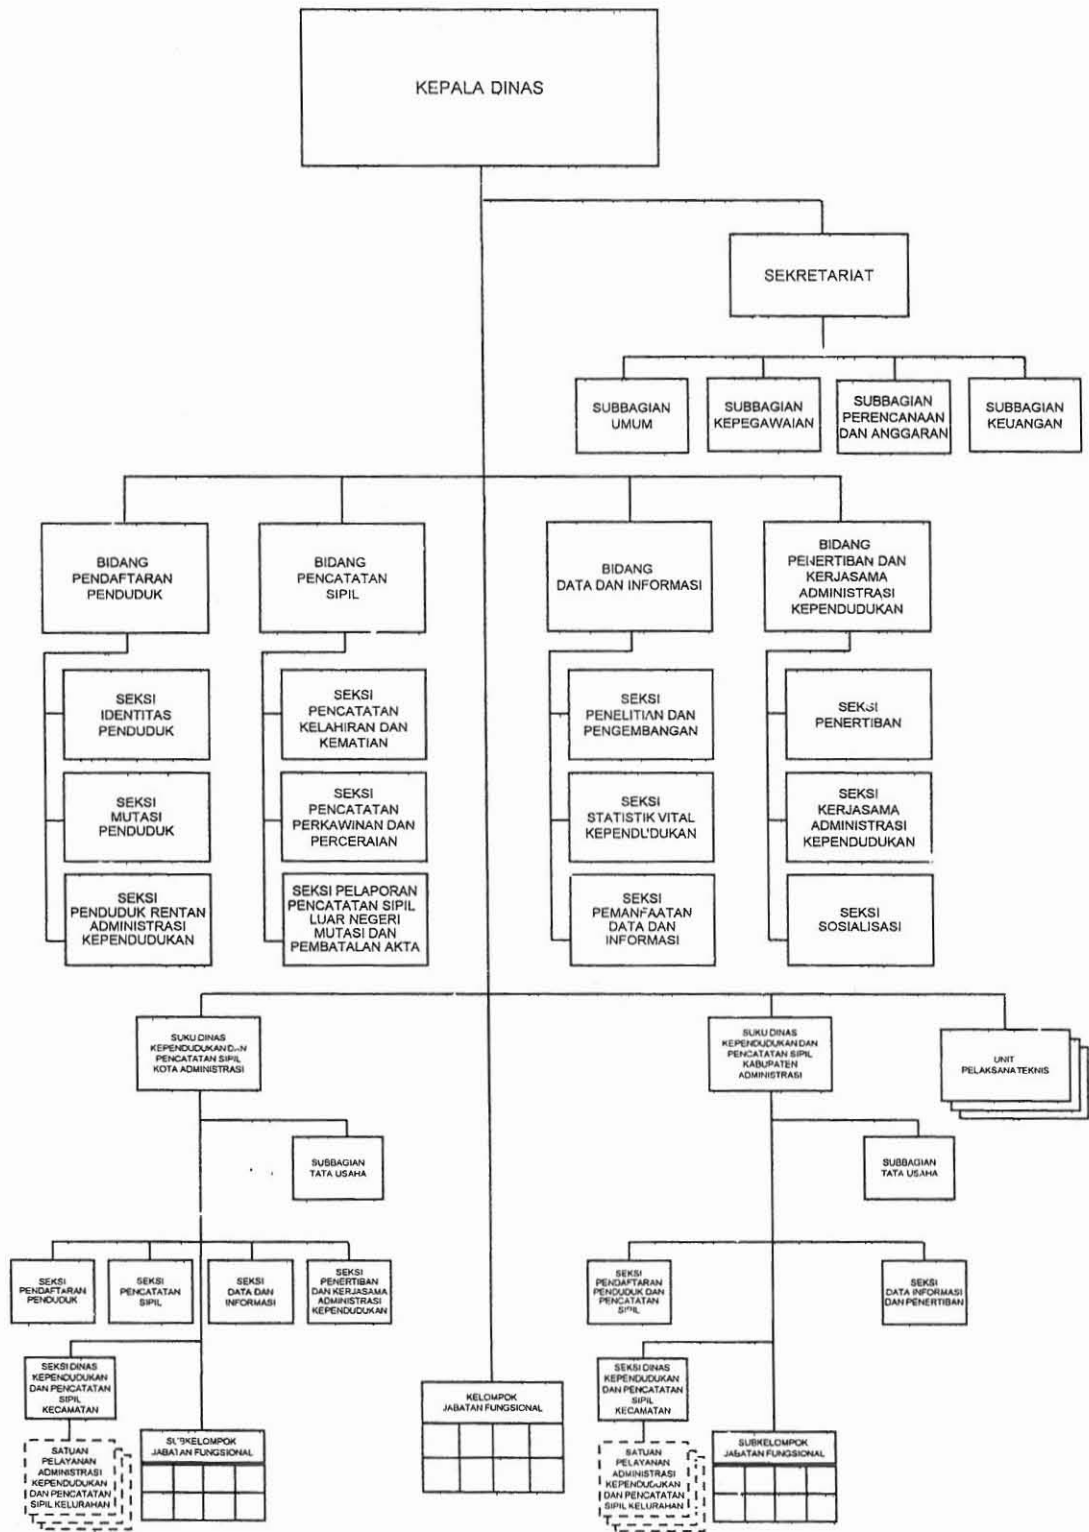 KEPALA DINAS
SEKRETARIAT
SUBBAGIAN
UMUM
SUBBAGIAN
KEPEGAWAIAN
SUBBAGIAN
PERENCANAAN
DAN ANGGARAN
SUBBAGIAN
KEUANGAN
BIDANG
PENDAFTARAN
PENDUDUK
BIDANG
PENCATATAN
SIPIL
BIDANG
DATA DAN INFORMASI
BIDANG
PENERTIBAN DAN
KERJASAMA
ADMINISTRASI
KEPENDUDUKAN
SEKSI
IDENTITAS
PENDUDUK
SEKSI
PENCATATAN
KELAHIRAN DAN
KEMATIAN
SEKSI
PENELITIAN DAN
PENGEMBANGAN
SEKSI
PENERTIBAN
SEKSI
MUTASI
PENDUDUK
SEKSI
PENCATATAN
PERKAWINAN DAN
PERCERAIAN
SEKSI
STATISTIK VITAL
KEPENDUDUKAN
SEKSI
KERJASAMA
ADMINISTRASI
KEPENDUDUKAN
SEKSI
PENDUDUK RENTAN
ADMINISTRASI
KEPENDUDUKAN
SEKSI PELAPORAN
PENCATATAN SIPIL
LUAR NEGERI
MUTASI DAN
PEMBATALAN AKTA
SEKSI
PEMANFAATAN
DATA DAN
INFORMASI
SEKSI
SOSIALISASI
SUKU DINAS
KEPENDUDUKAN DAN
PENCATATAN SIPIL
KOTA ADMINISTRASI
SUKU DINAS
KEPENDUDUKAN DAN
PENCATATAN SIPIL
KABUPATEN
ADMINISTRASI
UNIT
PELAKSANA TEKNIS
SUBBAGIAN
TATA USAHA
SUBBAGIAN
TATA USAHA
SEKSI
PENDAFTARAN
PENDUDUK
SEKSI
PENCATATAN
SIPIL
SEKSI
DATA DAN
INFORMASI
SEKSI
PENERTIBAN
DAN KERJASAMA
ADMINISTRASI
KEPENDUDUKAN
SEKSI
PENDAFTARAN
PENDUDUK DAN
PENCATATAN
SIPIL
SEKSI
DATA INFORMASI
DAN PENERTIBAN
SEKSI DINAS
KEPENDUDUKAN
DAN PENCATATAN
SIPIL
KECAMATAN
KELOMPOK
JABATAN FUNGSIONAL
SEKSI DINAS
KEPENDUDUKAN
DAN PENCATATAN
SIPIL
KECAMATAN
SATUAN
PELAYANAN
ADMINISTRASI
KEPENDUDUKAN
DAN PENCATATAN
SIPIL KELURAHAN
SUBKELOMPOK
JABATAN FUNGSIONAL
SATUAN
PELAYANAN
ADMINISTRASI
KEPENDUDUKAN
DAN PENCATATAN
SIPIL KELURAHAN
SUBKELOMPOK
JABATAN FUNGSIONAL